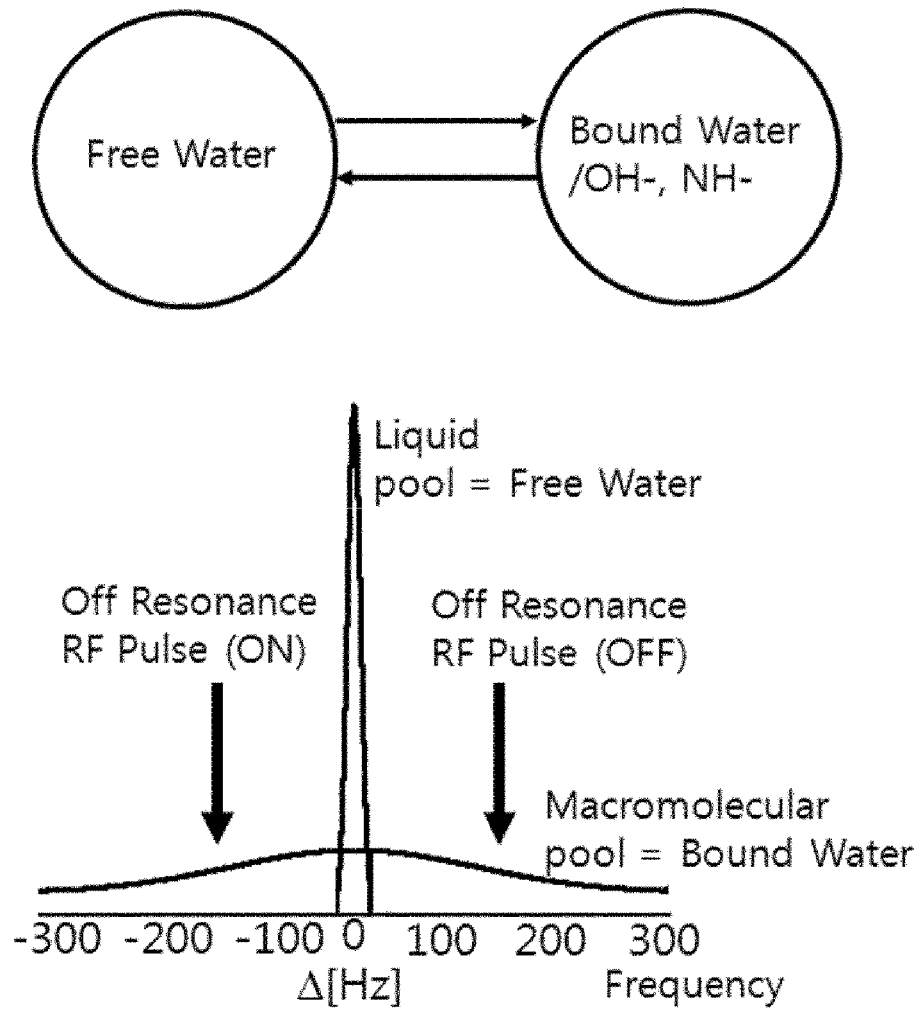 Free Water
Bound Water
/OH-, NH-
Liquid
pool = Free Water
Off Resonance
RF Pulse (ON)
Off Resonance
RF Pulse (OFF)
Macromolecular
pool = Bound Water
-300 -200 -100 0 100 200 300
Δ[Hz]
Frequency